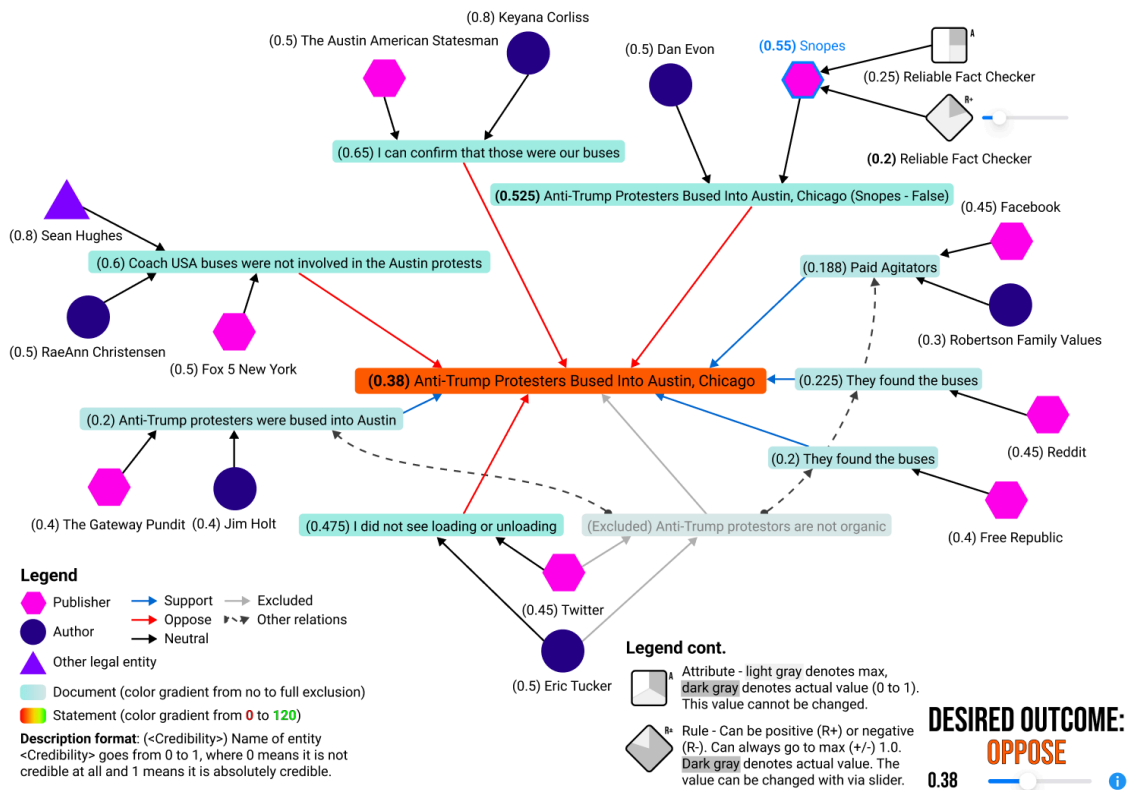 (0.8) Keyana Corliss
(0.5) The Austin American Statesman
(0.5) Dan Evon
(0.55) Snopes
A
(0.25) Reliable Fact Checker
R+
(0.2) Reliable Fact Checker
(0.65) I can confirm that those were our buses
(0.525) Anti-Trump Protesters Bused Into Austin, Chicago (Snopes - False)
(0.45) Facebook
(0.8) Sean Hughes
(0.6) Coach USA buses were not involved in the Austin protests
(0.188) Paid Agitators
(0.3) Robertson Family Values
(0.5) RaeAnn Christensen
(0.5) Fox 5 New York
(0.38) Anti-Trump Protesters Bused Into Austin, Chicago
(0.225) They found the buses
(0.2) Anti-Trump protesters were bused into Austin
(0.45) Reddit
(0.2) They found the buses
(0.4) The Gateway Pundit
(0.4) Jim Holt
(0.475) I did not see loading or unloading
(Excluded) Anti-Trump protestors are not organic
(0.4) Free Republic
(0.45) Twitter
(0.5) Eric Tucker
Legend
Publisher
Support
Excluded
Author
Oppose
Other relations
Neutral
Other legal entity
Document (color gradient from no to full exclusion)
Statement (color gradient from 0 to 120)
Description format: (<Credibility>) Name of entity
<Credibility> goes from 0 to 1, where 0 means it is not
credible at all and 1 means it is absolutely credible.
Legend cont.
A
Attribute - light gray denotes max,
dark gray denotes actual value (0 to 1).
This value cannot be changed.
R+
Rule - Can be positive (R+) or negative
(R-). Can always go to max (+/-) 1.0.
Dark gray denotes actual value. The
value can be changed with via slider.
DESIRED OUTCOME:
OPPOSE
0.38
i